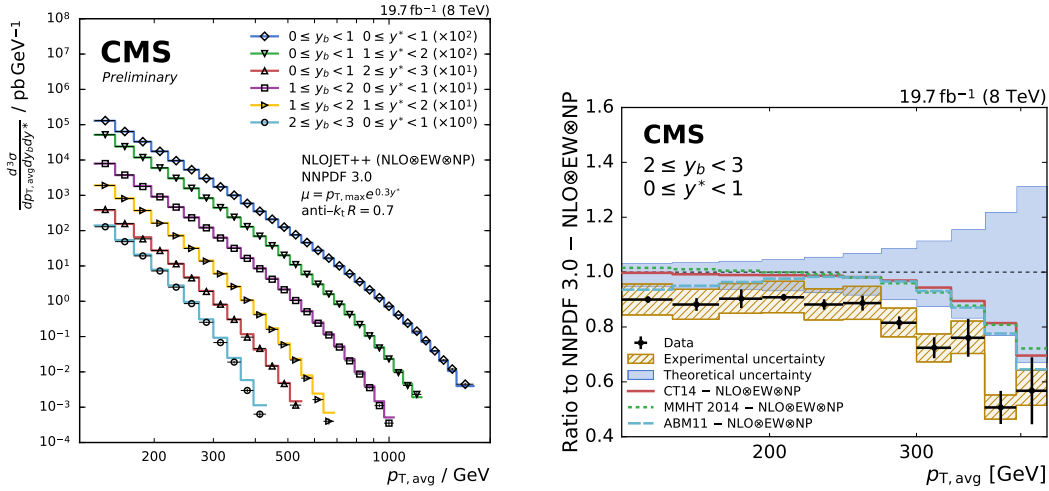 19.7 fb⁻¹ (8 TeV)
CMS
Preliminary
0 ≤ y_b < 1 0 ≤ y* < 1 (×10²)
0 ≤ y_b < 1 1 ≤ y* < 2 (×10²)
0 ≤ y_b < 1 2 ≤ y* < 3 (×10¹)
1 ≤ y_b < 2 0 ≤ y* < 1 (×10¹)
1 ≤ y_b < 2 1 ≤ y* < 2 (×10¹)
2 ≤ y_b < 3 0 ≤ y* < 1 (×10⁰)
NLOJET++ (NLO⊗EW⊗NP)
NNPDF 3.0
μ = p_T,max e^0.3y*
anti–k_t R = 0.7
d³σ / dp_T,avg dy_b dy* / pb GeV⁻¹
10⁸
10⁷
10⁶
10⁵
10⁴
10³
10²
10¹
10⁰
10⁻¹
10⁻²
10⁻³
10⁻⁴
200 300 500 1000
p_T,avg / GeV
19.7 fb⁻¹ (8 TeV)
CMS
2 ≤ y_b < 3
0 ≤ y* < 1
Ratio to NNPDF 3.0 − NLO⊗EW⊗NP
1.6
1.4
1.2
1.0
0.8
0.6
0.4
Data
Experimental uncertainty
Theoretical uncertainty
CT14 − NLO⊗EW⊗NP
MMHT 2014 − NLO⊗EW⊗NP
ABM11 − NLO⊗EW⊗NP
200 300
p_T,avg [GeV]